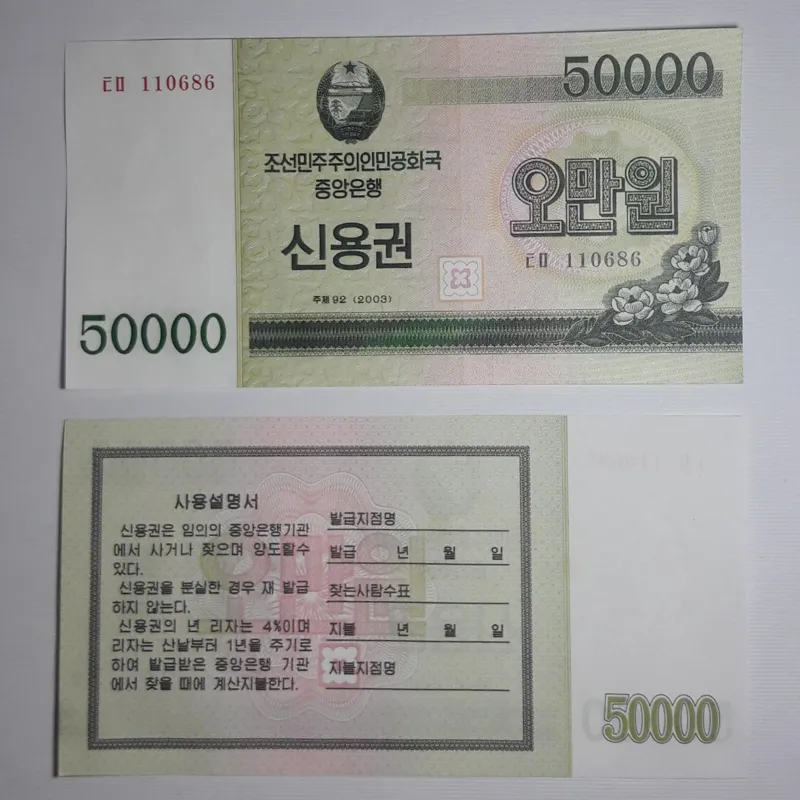 ㄷㅁ 110686
50000
조선민주주의인민공화국
중앙은행
신용권
오만원
ㄷㅁ 110686
주체92 (2003)
50000
사용설명서
신용권은 임의의 중앙은행기관
에서 사거나 찾으며 양도할수
있다.
신용권을 분실한 경우 재 발급
하지 않는다.
신용권의 년 리자는 4%이며
리자는 산날부터 1년을 주기로
하여 발급받은 중앙은행 기관
에서 찾을 때에 계산지불한다.
발급지점명
발급 년 월 일
찾는사람수표
지불 년 월 일
지불지점명
50000